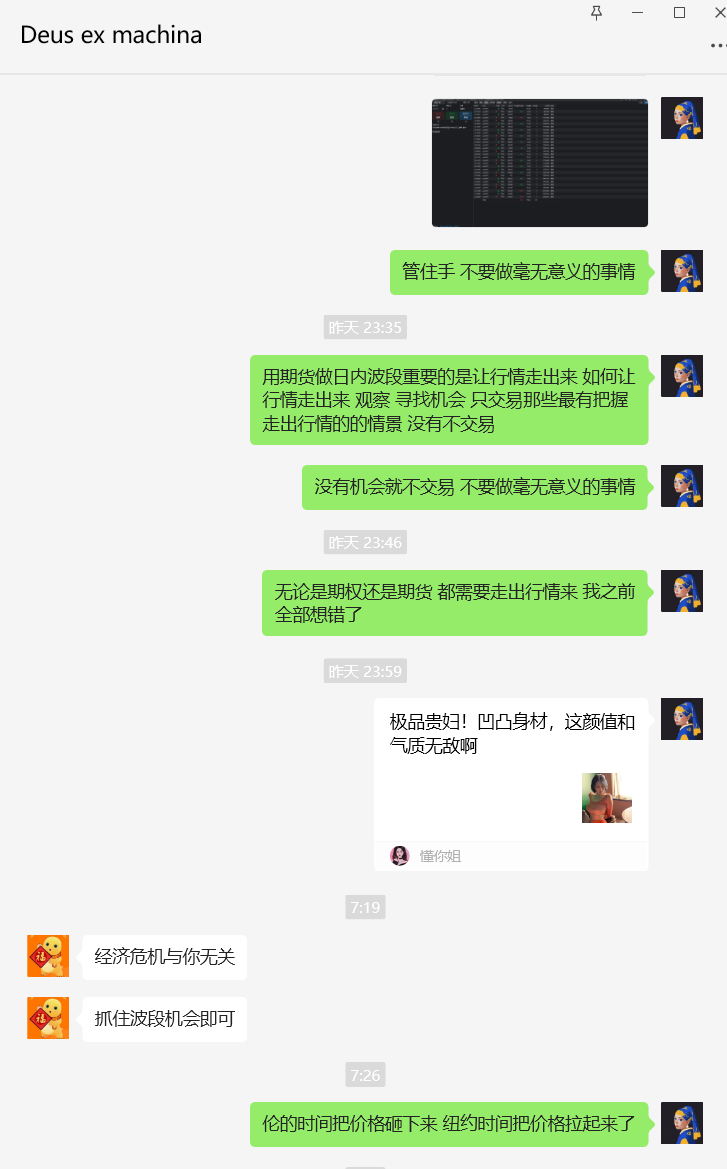 Deus ex machina
管住手 不要做毫无意义的事情
昨天 23:35
用期货做日内波段重要的是让行情走出来 如何让
行情走出来 观察 寻找机会 只交易那些最有把握
走出行情的的情景 没有不交易
没有机会就不交易 不要做毫无意义的事情
昨天 23:46
无论是期权还是期货 都需要走出行情来 我之前
全部想错了
昨天 23:59
极品贵妇！凹凸身材，这颜值和
气质无敌啊
懂你姐
7:19
福
经济危机与你无关
福
抓住波段机会即可
7:26
伦的时间把价格砸下来 纽约时间把价格拉起来了